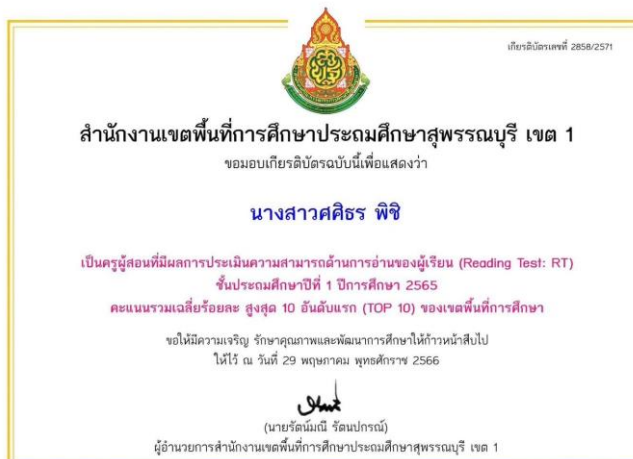 เกียรติบัตรเลขที่ 2858/2571
สำนักงานเขตพื้นที่การศึกษาประถมศึกษาสุพรรณบุรี เขต 1
ขอมอบเกียรติบัตรฉบับนี้เพื่อแสดงว่า
นางสาวศศิธร พิชิ
เป็นครูผู้สอนที่มีผลการประเมินความสามารถด้านการอ่านของผู้เรียน (Reading Test: RT)
ชั้นประถมศึกษาปีที่ 1 ปีการศึกษา 2565
คะแนนรวมเฉลี่ยร้อยละ สูงสุด 10 อันดับแรก (TOP 10) ของเขตพื้นที่การศึกษา
ขอให้มีความเจริญ รักษาคุณภาพและพัฒนาการศึกษาให้ก้าวหน้าสืบไป
ให้ไว้ ณ วันที่ 29 พฤษภาคม พุทธศักราช 2566
(นายรัตน์มณี รัตนปกรณ์)
ผู้อำนวยการสำนักงานเขตพื้นที่การศึกษาประถมศึกษาสุพรรณบุรี เขต 1